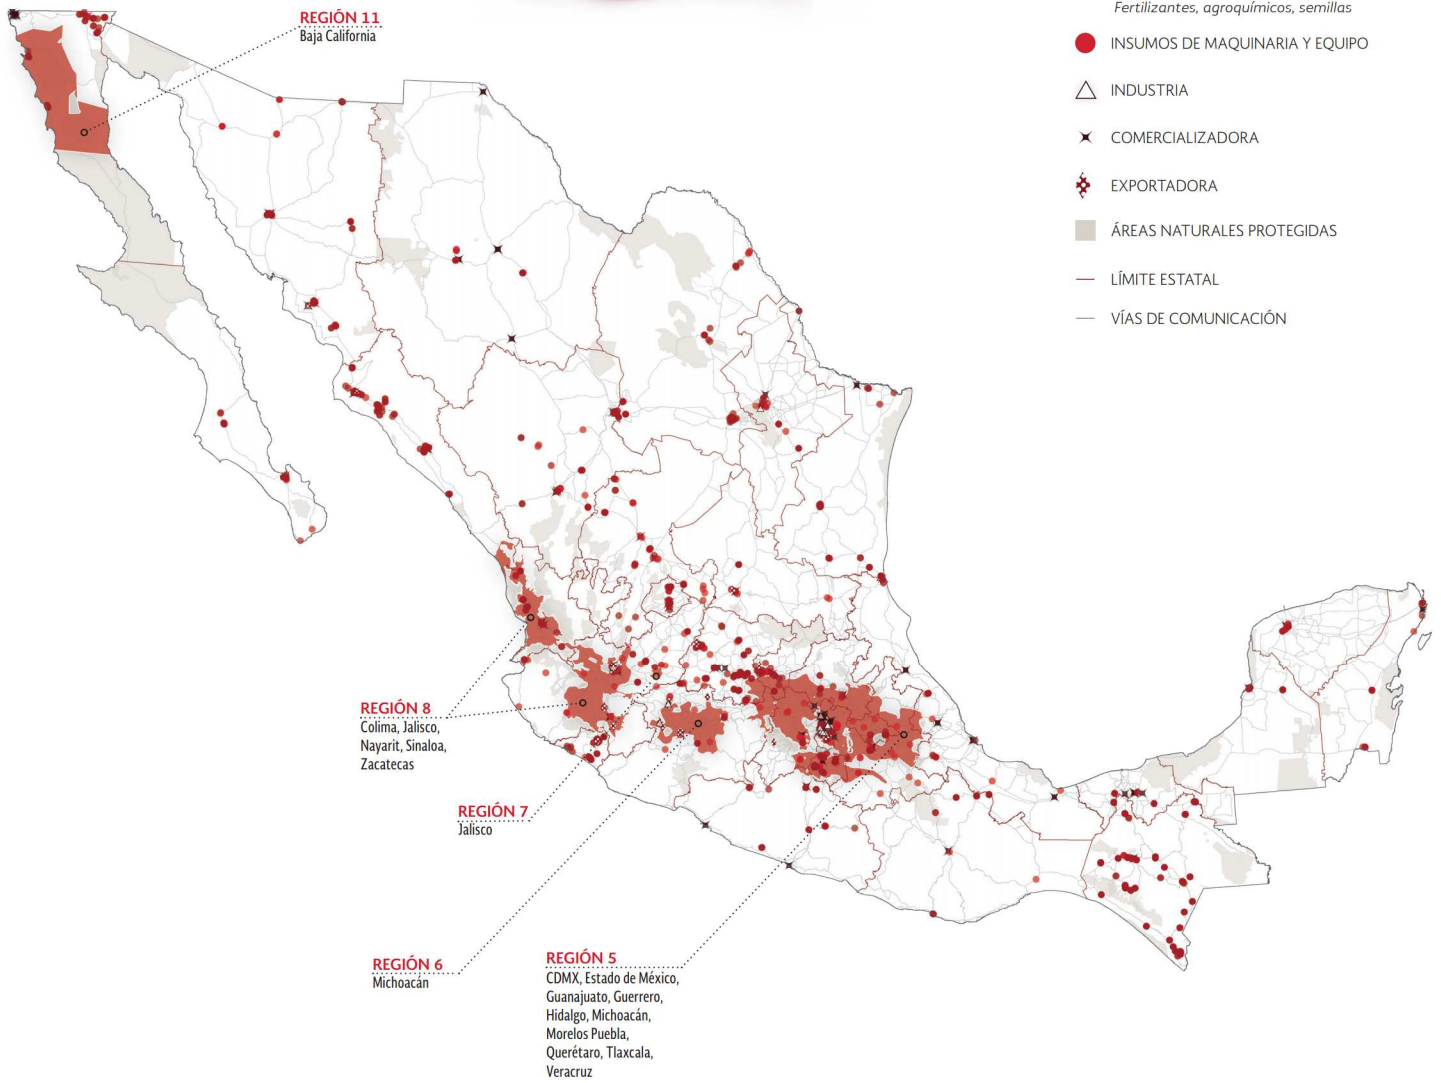 Fertilizantes, agroquímicos, semillas
INSUMOS DE MAQUINARIA Y EQUIPO
INDUSTRIA
COMERCIALIZADORA
EXPORTADORA
ÁREAS NATURALES PROTEGIDAS
LÍMITE ESTATAL
VÍAS DE COMUNICACIÓN
REGIÓN 11
Baja California
REGIÓN 8
Colima, Jalisco,
Nayarit, Sinaloa,
Zacatecas
REGIÓN 7
Jalisco
REGIÓN 6
Michoacán
REGIÓN 5
CDMX, Estado de México,
Guanajuato, Guerrero,
Hidalgo, Michoacán,
Morelos Puebla,
Querétaro, Tlaxcala,
Veracruz